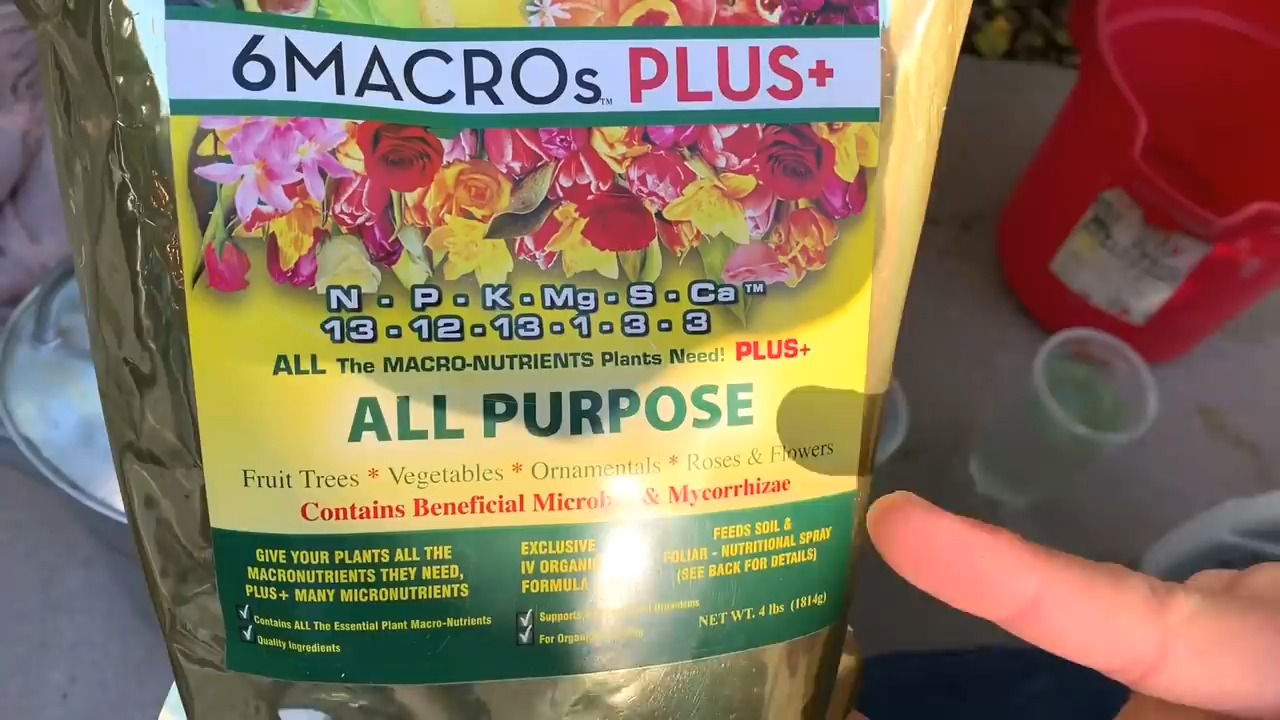 6MACROs™ PLUS+
N - P - K - Mg - S - Ca™
13 - 12 - 13 - 1 - 3 - 3
ALL The MACRO-NUTRIENTS Plants Need! PLUS+
ALL PURPOSE
Fruit Trees * Vegetables * Ornamentals * Roses & Flowers
Contains Beneficial & Mycorrhizae
GIVE YOUR PLANTS ALL THE
MACRONUTRIENTS THEY NEED,
PLUS+ MANY MICRONUTRIENTS
Contains ALL The Essential Plant Macro-Nutrients
Quality Ingredients
EXCLUSIVE
IV
FORMULA
Supports
For
FEEDS SOIL &
FOLIAR - NUTRITIONAL SPRAY
(SEE BACK FOR DETAILS)
NET WT. 4 lbs (1814g)